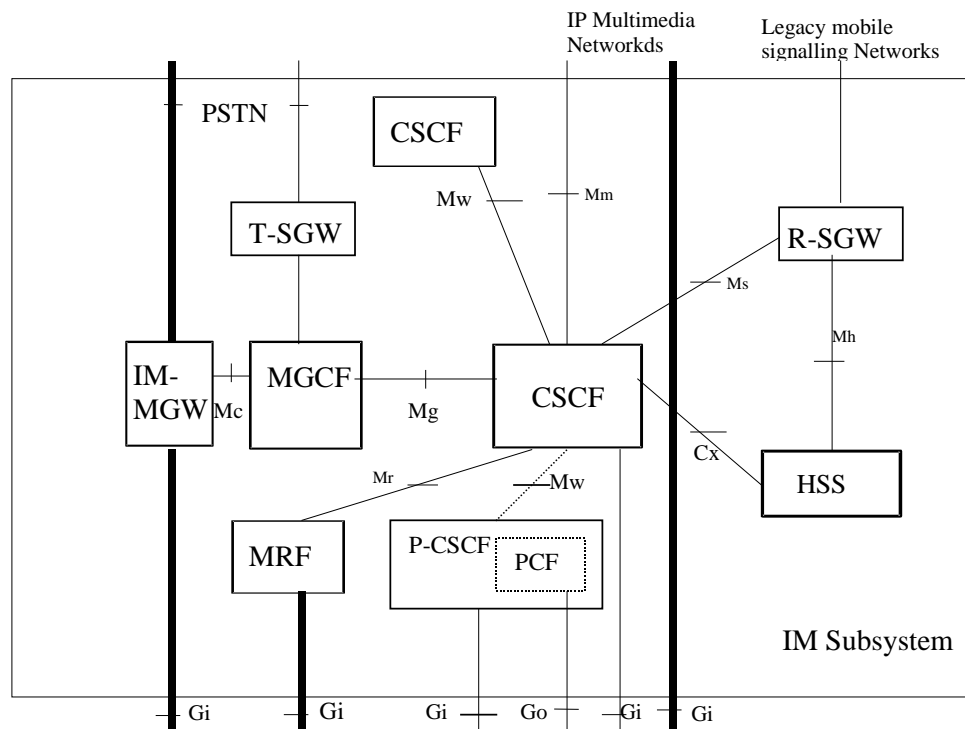 IP Multimedia
Networkds
Legacy mobile
signalling Networks
PSTN
CSCF
Mw
Mm
T-SGW
R-SGW
Ms
Mh
IM-
MGW
Mc
MGCF
Mg
CSCF
Cx
Mr
Mw
HSS
MRF
P-CSCF
PCF
IM Subsystem
Gi
Gi
Gi
Go
Gi
Gi